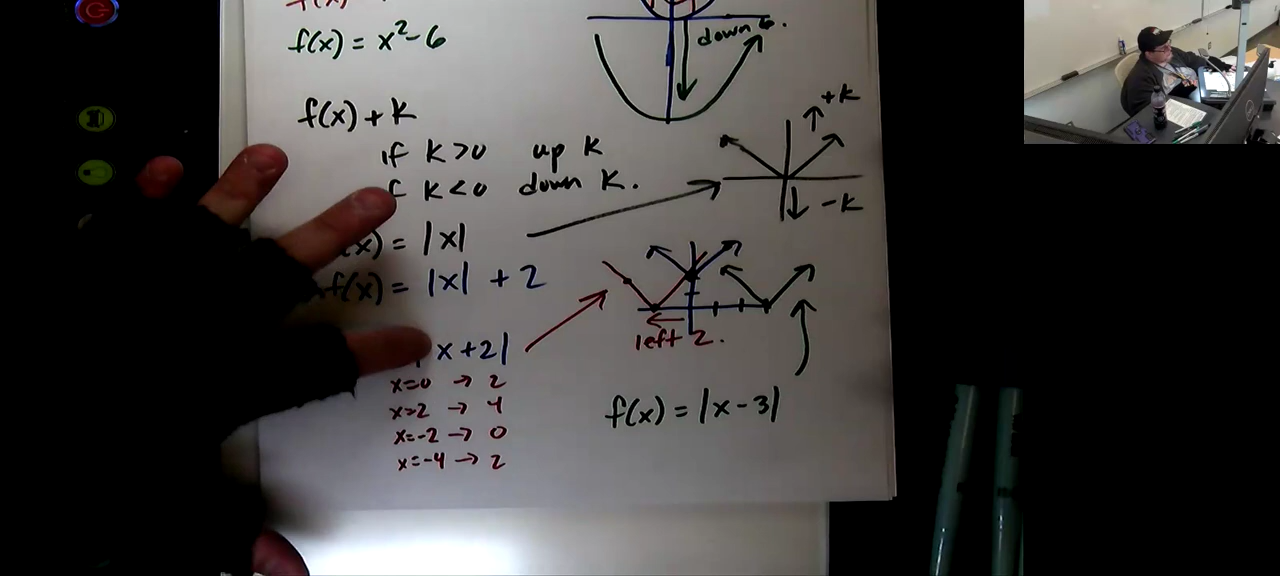 f(x) = x²-6
down 6.
f(x) + K
if K>0 up K
f K<0 down K.
+K
-K
(x) = |x|
f(x) = |x| + 2
x +2|
left 2.
x=0 → 2
x=2 → 4
x=-2 → 0
x=-4 → 2
f(x) = |x-3|